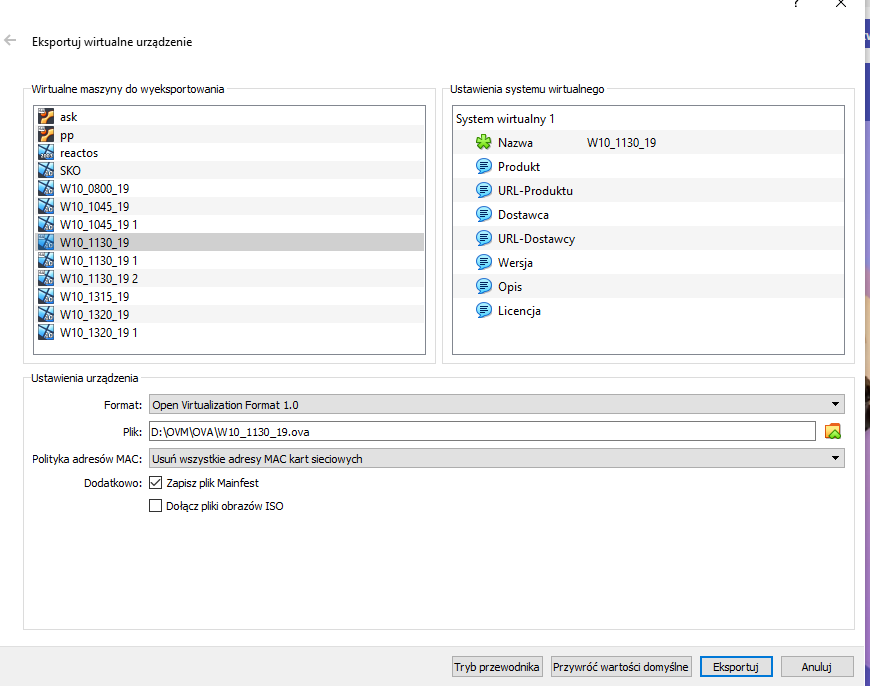 ?
Eksportuj wirtualne urządzenie
Wirtualne maszyny do wyeksportowania
ask
pp
reactos
SKO
W10_0800_19
W10_1045_19
W10_1045_19 1
W10_1130_19
W10_1130_19 1
W10_1130_19 2
W10_1315_19
W10_1320_19
W10_1320_19 1
Ustawienia systemu wirtualnego
System wirtualny 1
Nazwa W10_1130_19
Produkt
URL-Produktu
Dostawca
URL-Dostawcy
Wersja
Opis
Licencja
Ustawienia urządzenia
Format: Open Virtualization Format 1.0
Plik: D:\OVM\OVA\W10_1130_19.ova
Polityka adresów MAC: Usuń wszystkie adresy MAC kart sieciowych
Dodatkowo: Zapisz plik Mainfest
Dołącz pliki obrazów ISO
Tryb przewodnika Przywróć wartości domyślne Eksportuj Anuluj